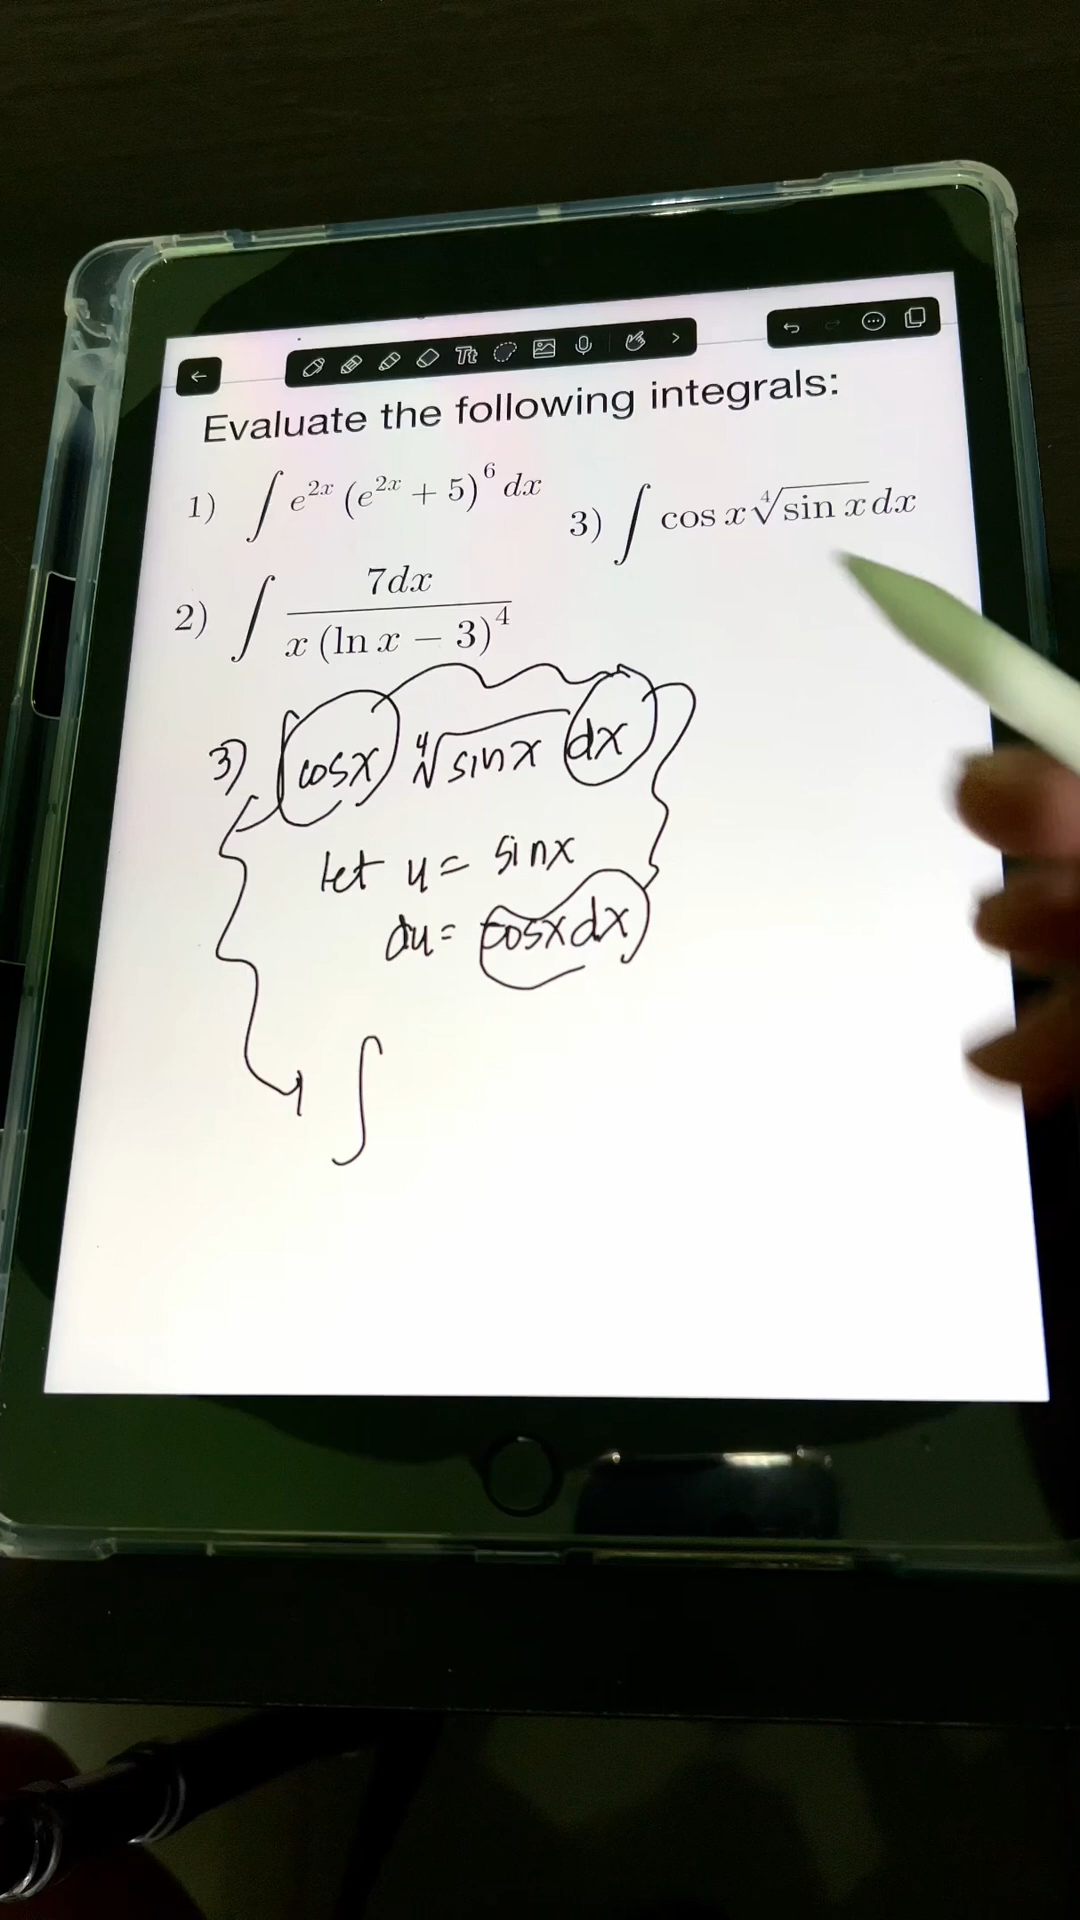 Evaluate the following integrals:
1) ∫ e^{2x} (e^{2x} + 5)^6 dx
2) ∫ 7dx / x (ln x − 3)^4
3) ∫ cos x ∜sin x dx
3) ∫ cosx ∜sinx dx
let u = sinx
du = cosxdx
∫
Tt